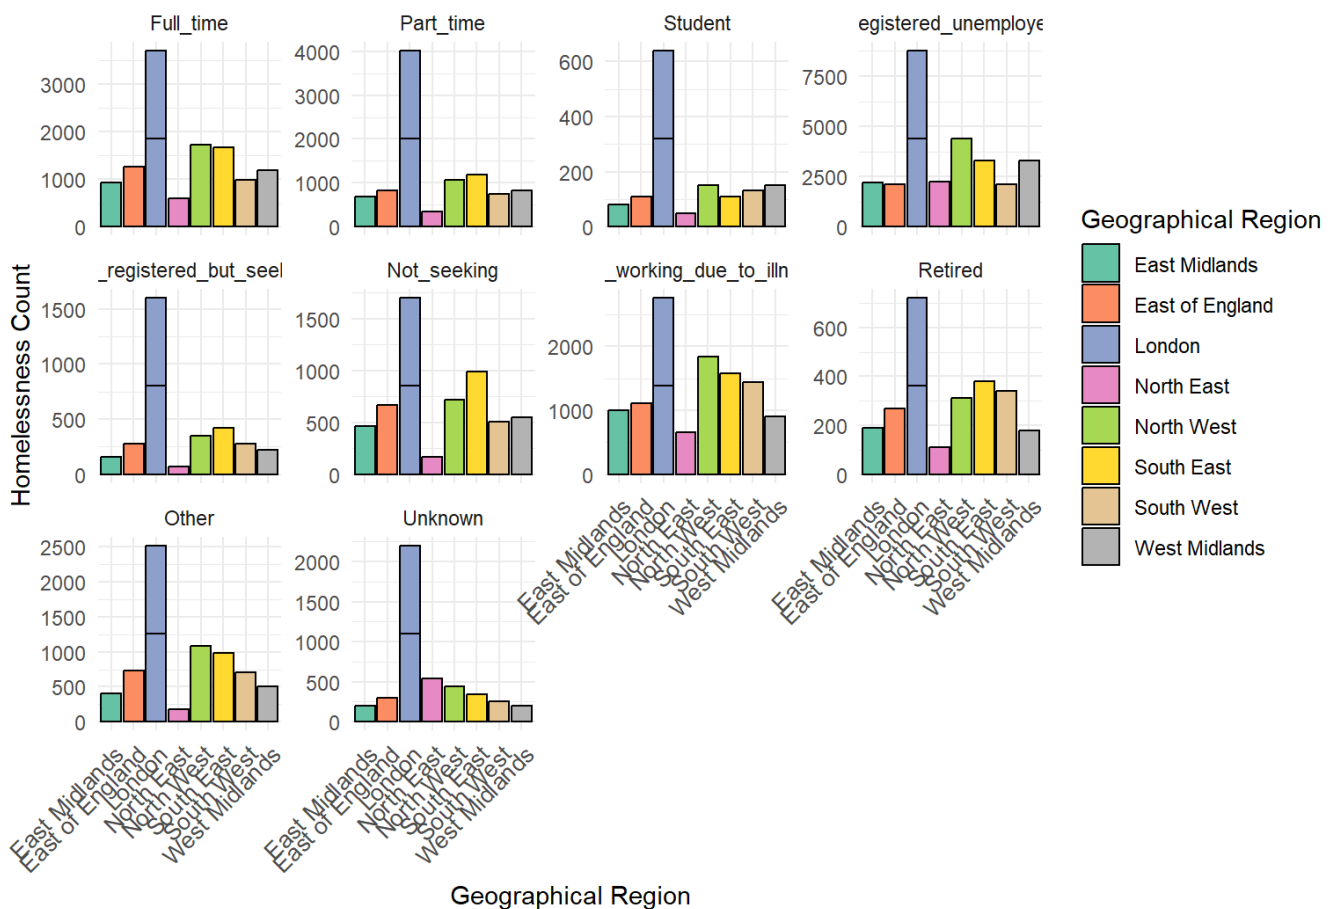 Full_time
Part_time
Student
egistered_unemploye
3000
2000
1000
0
4000
3000
2000
1000
0
600
400
200
0
7500
5000
2500
0
_registered_but_seel
Not_seeking
_working_due_to_illn
Retired
1500
1000
500
0
1500
1000
500
0
2000
1000
0
600
400
200
0
East Midlands
East of England
London
North East
North West
South East
South West
West Midlands
East Midlands
East of England
London
North East
North West
South East
South West
West Midlands
Other
Unknown
2500
2000
1500
1000
500
0
2000
1500
1000
500
0
East Midlands
East of England
London
North East
North West
South East
South West
West Midlands
East Midlands
East of England
London
North East
North West
South East
South West
West Midlands
Homelessness Count
Geographical Region
Geographical Region
East Midlands
East of England
London
North East
North West
South East
South West
West Midlands